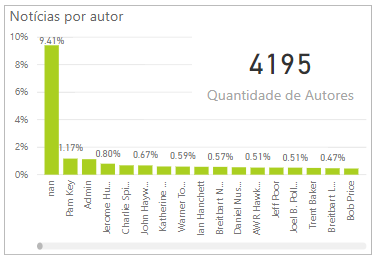 Notícias por autor
10%
8%
6%
4%
2%
0%
9.41%
1.17%
0.80%
0.67%
0.59%
0.57%
0.51%
0.51%
0.47%
4195
Quantidade de Autores
nan
Pam Key
Admin
Jerome Hu...
Charlie Spi...
John Hayw...
Katherine ...
Warner To...
Ian Hanchett
Breitbart N...
Daniel Nus...
AWR Hawk...
Jeff Poor
Joel B. Poll...
Trent Baker
Breitbart L...
Bob Price